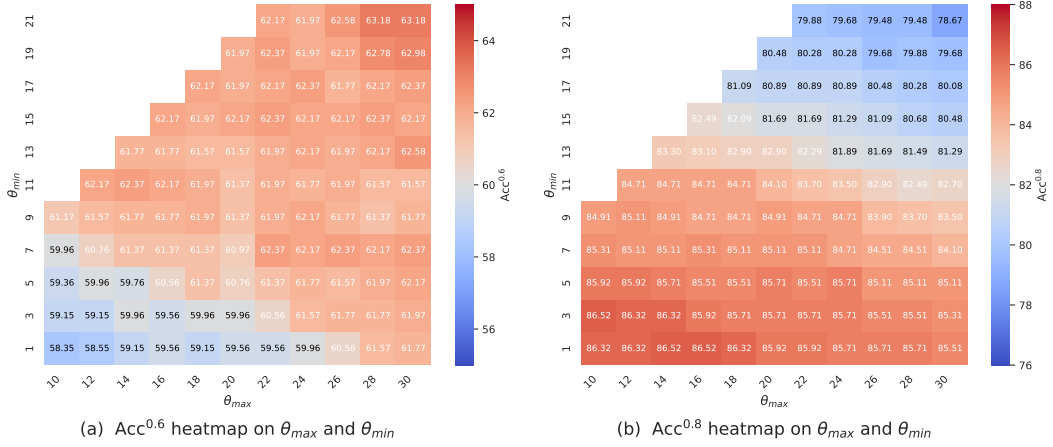 21 62.17 61.97 62.58 63.18 63.18
19 61.97 62.37 61.97 62.17 62.78 62.98
17 62.17 61.97 62.17 62.37 61.77 62.17 62.37
15 62.17 62.17 61.97 62.37 62.37 61.97 62.37 62.17
13 61.77 61.77 61.57 61.57 61.97 62.17 61.77 62.17 62.58
11 62.17 62.37 62.17 61.97 61.37 61.97 61.97 61.77 61.57 61.57
9 61.17 61.57 61.77 61.77 61.97 61.37 61.97 62.17 61.77 61.37 61.77
7 59.96 60.76 61.37 61.77 61.37 60.97 62.37 62.37 62.37 61.97 62.37
5 59.36 59.96 59.76 60.56 61.37 60.76 61.37 61.77 61.57 61.97 62.17
3 59.15 59.15 59.96 59.56 59.96 59.96 60.56 61.57 61.77 61.77 61.97
1 58.35 58.55 59.15 59.56 59.15 59.56 59.56 59.96 60.56 61.57 61.77
10 12 14 16 18 20 22 24 26 28 30
θmax
θmin
64
62
60
58
56
Acc^0.6
(a) Acc^0.6 heatmap on θmax and θmin
21 79.88 79.68 79.48 79.48 78.67
19 80.48 80.28 80.28 79.68 79.88 79.68
17 81.09 80.89 80.89 80.89 80.48 80.28 80.08
15 82.49 82.09 81.69 81.69 81.29 81.09 80.68 80.48
13 83.30 83.10 82.90 82.90 82.29 81.89 81.69 81.49 81.29
11 84.71 84.71 84.71 84.71 84.10 83.70 83.50 82.90 82.49 82.70
9 84.91 85.11 84.91 84.71 84.91 84.71 84.71 84.71 83.90 83.70 83.50
7 85.31 85.11 85.11 85.31 84.91 85.11 85.11 84.71 84.51 84.51 84.10
5 85.92 85.92 85.71 85.51 85.51 85.71 85.51 85.71 85.11 85.31 85.11
3 86.52 86.32 86.32 85.92 85.71 85.71 85.71 85.71 85.51 85.51 85.31
1 86.32 86.32 86.52 86.52 86.32 85.92 85.71 85.51 85.71 85.51 85.51
10 12 14 16 18 20 22 24 26 28 30
θmax
θmin
88
86
84
82
80
78
76
Acc^0.8
(b) Acc^0.8 heatmap on θmax and θmin